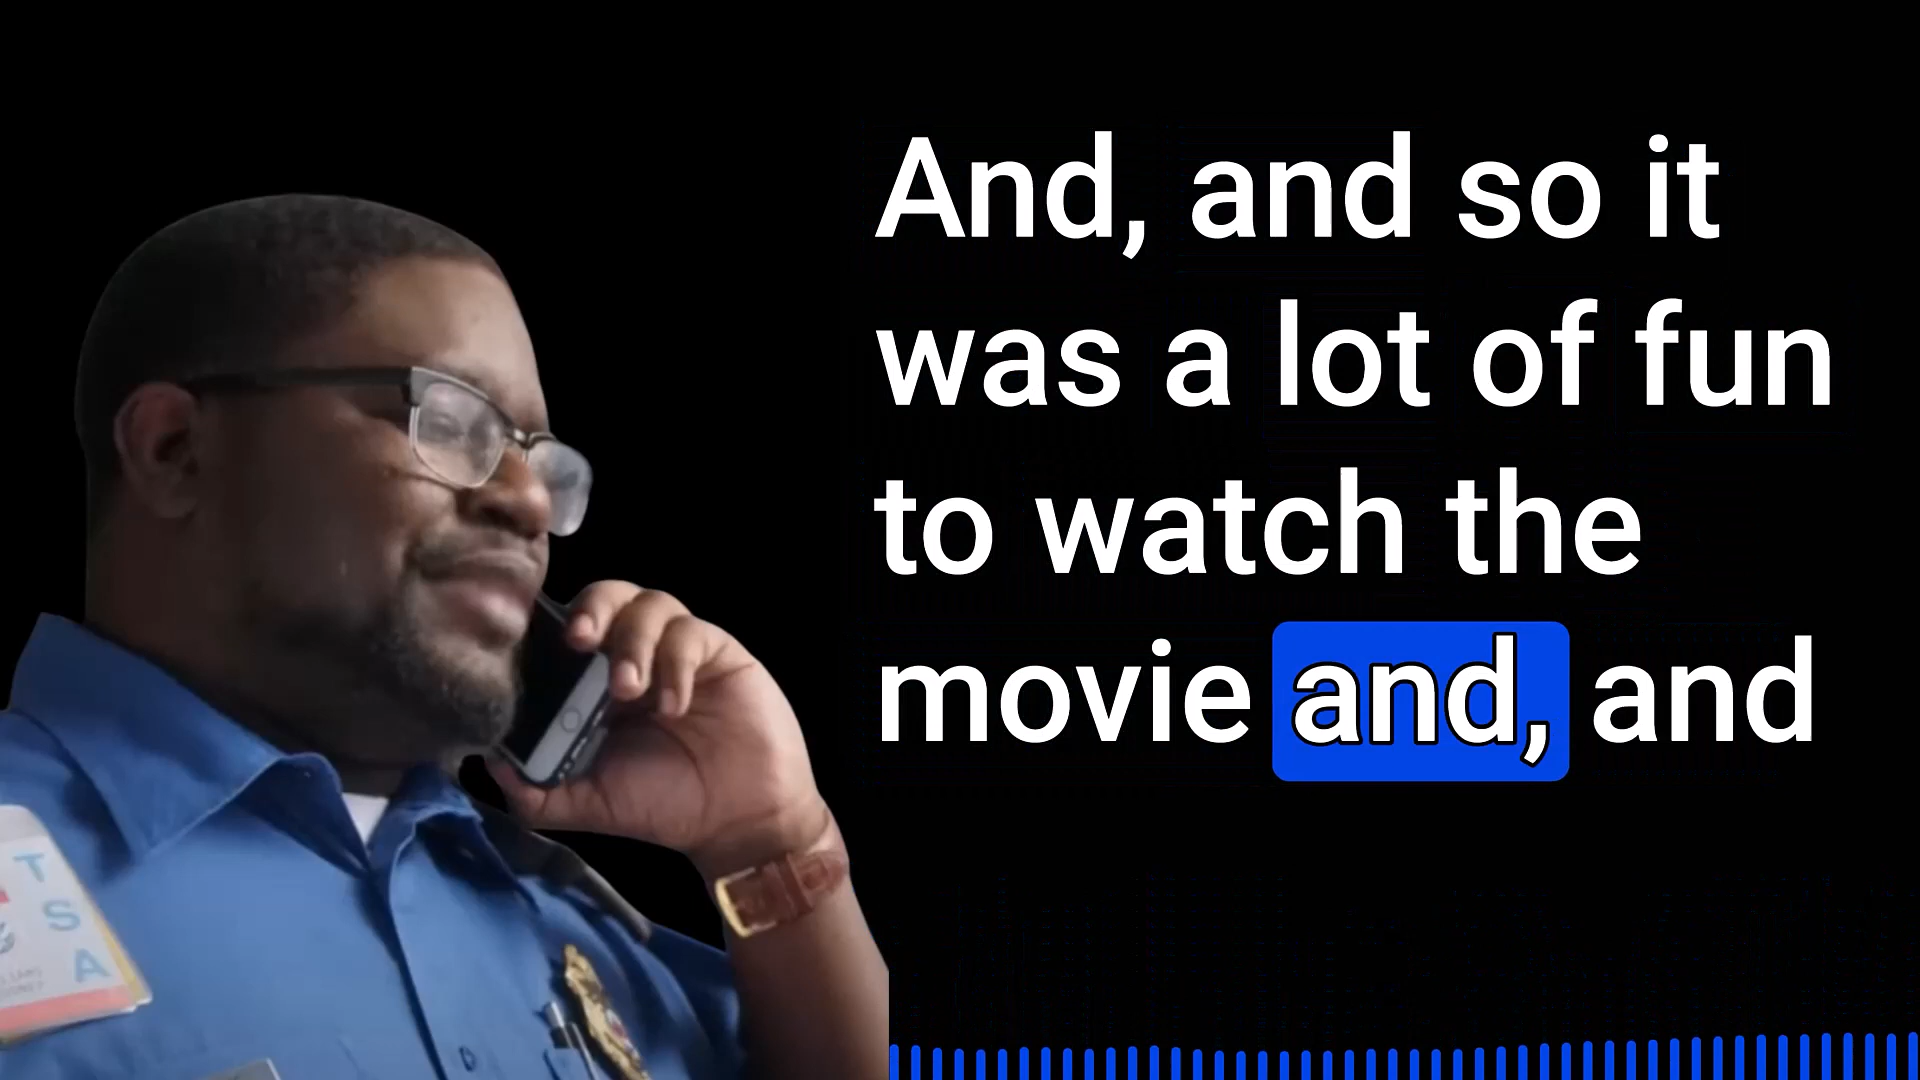 And, and so it
was a lot of fun
to watch the
movie and, and
T
S
A